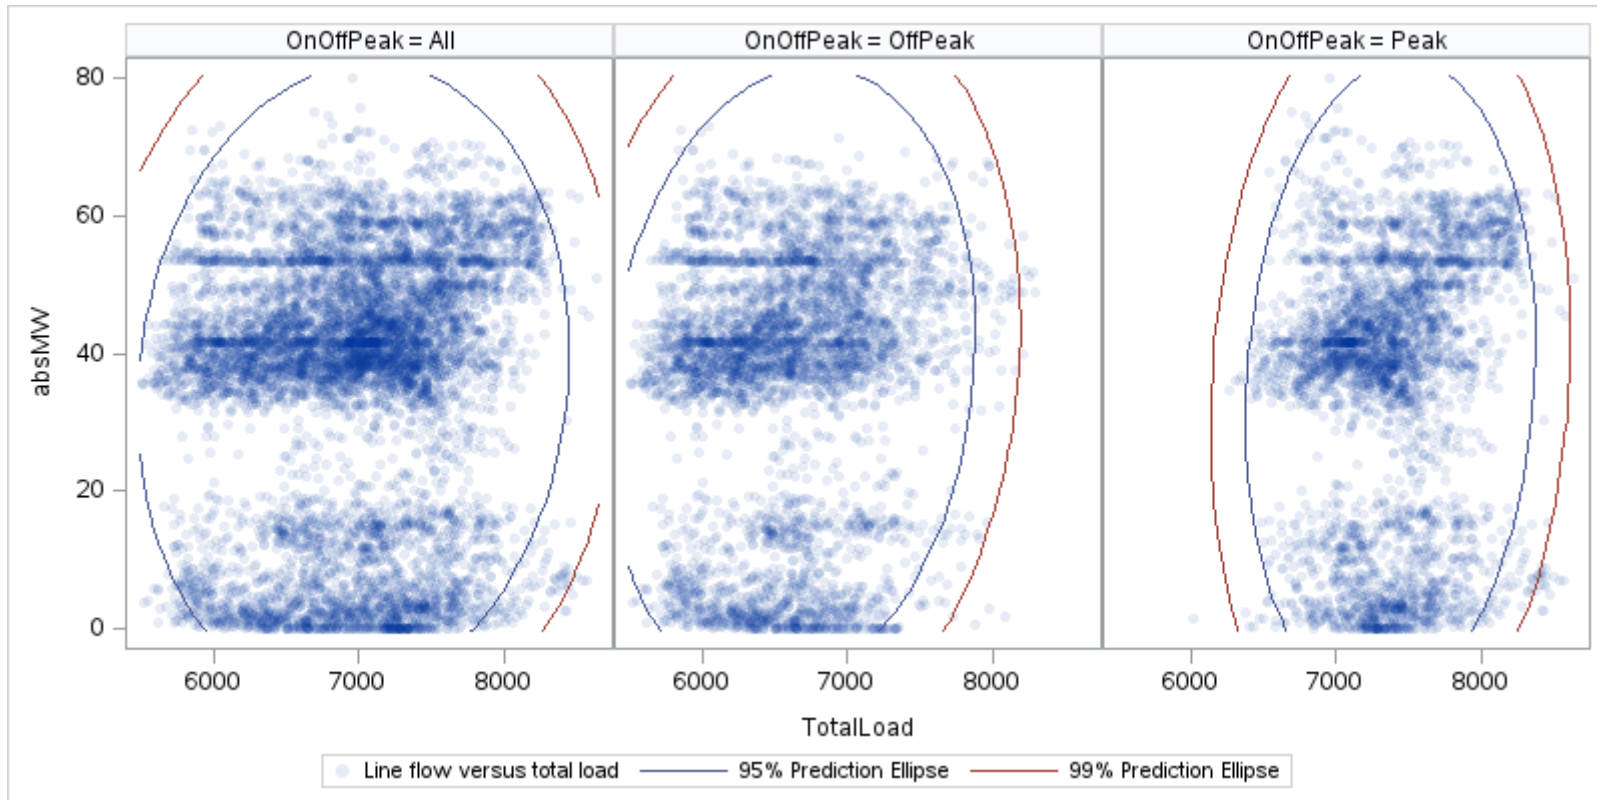 OnOffPeak = All OnOffPeak = OffPeak OnOffPeak = Peak
80
60
40
20
0
absMW
6000 7000 8000 6000 7000 8000 6000 7000 8000
TotalLoad
Line flow versus total load 95% Prediction Ellipse 99% Prediction Ellipse